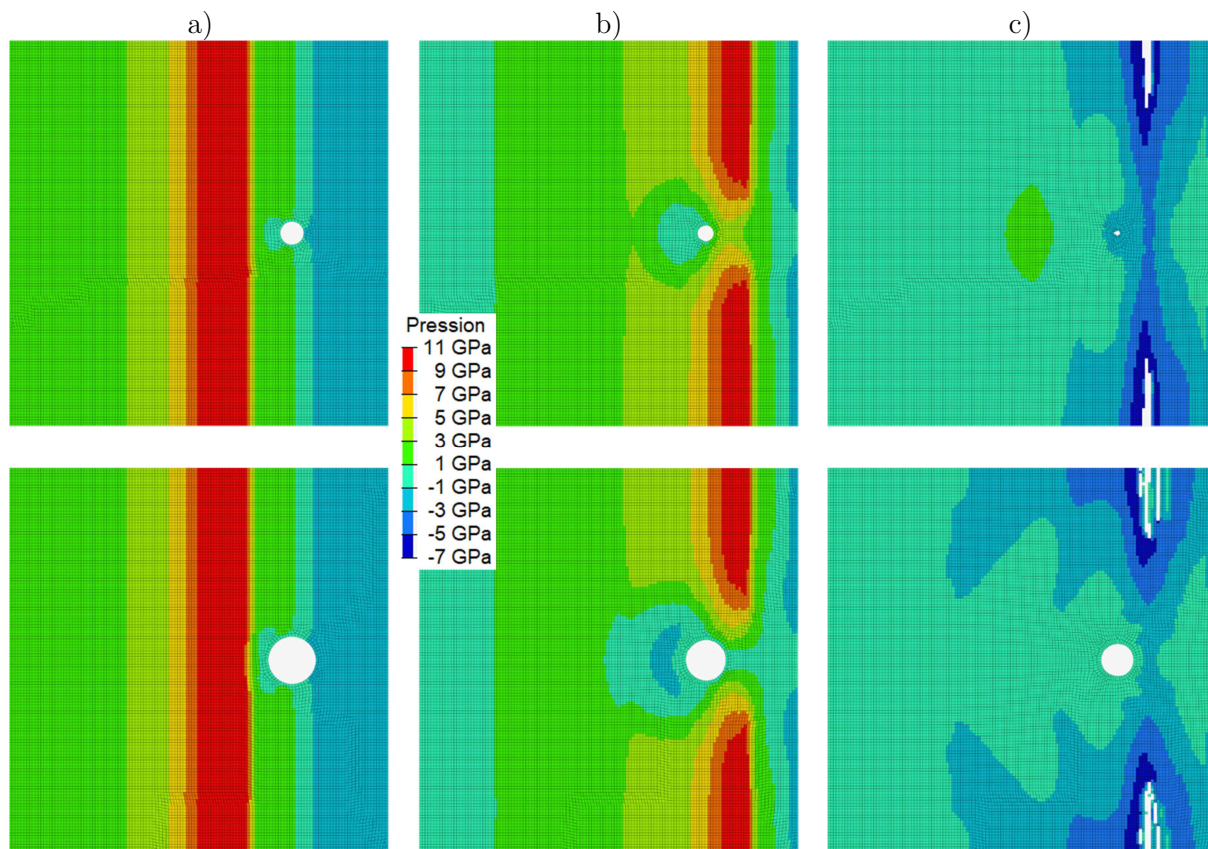 a)
b)
c)
Pression
11 GPa
9 GPa
7 GPa
5 GPa
3 GPa
1 GPa
-1 GPa
-3 GPa
-5 GPa
-7 GPa